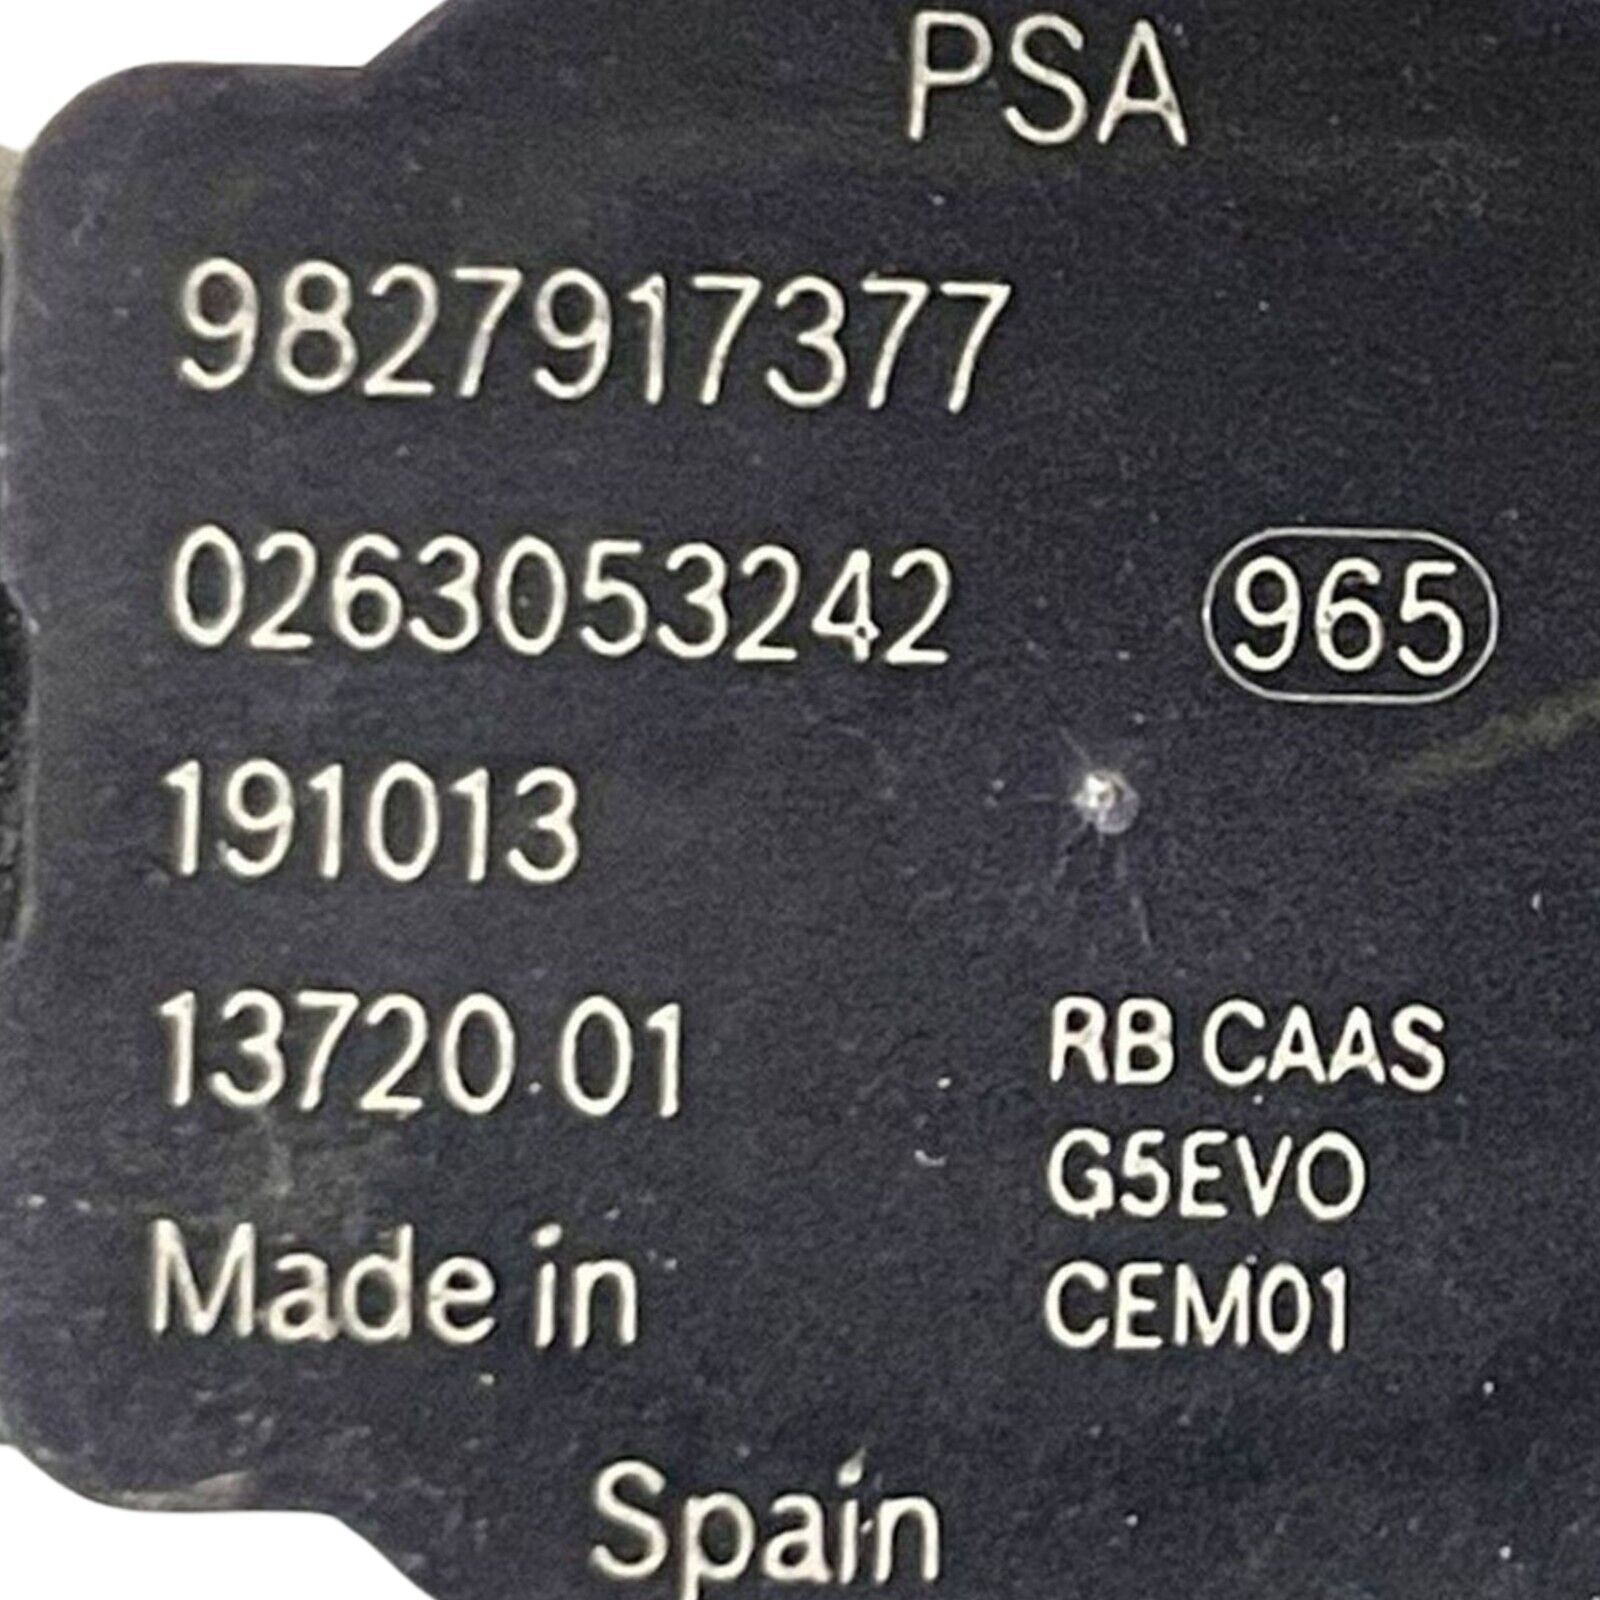 PSA
9827917377
0263053242 965
191013
13720 01 RB CAAS
G5EVO
Made in CEM01
Spain